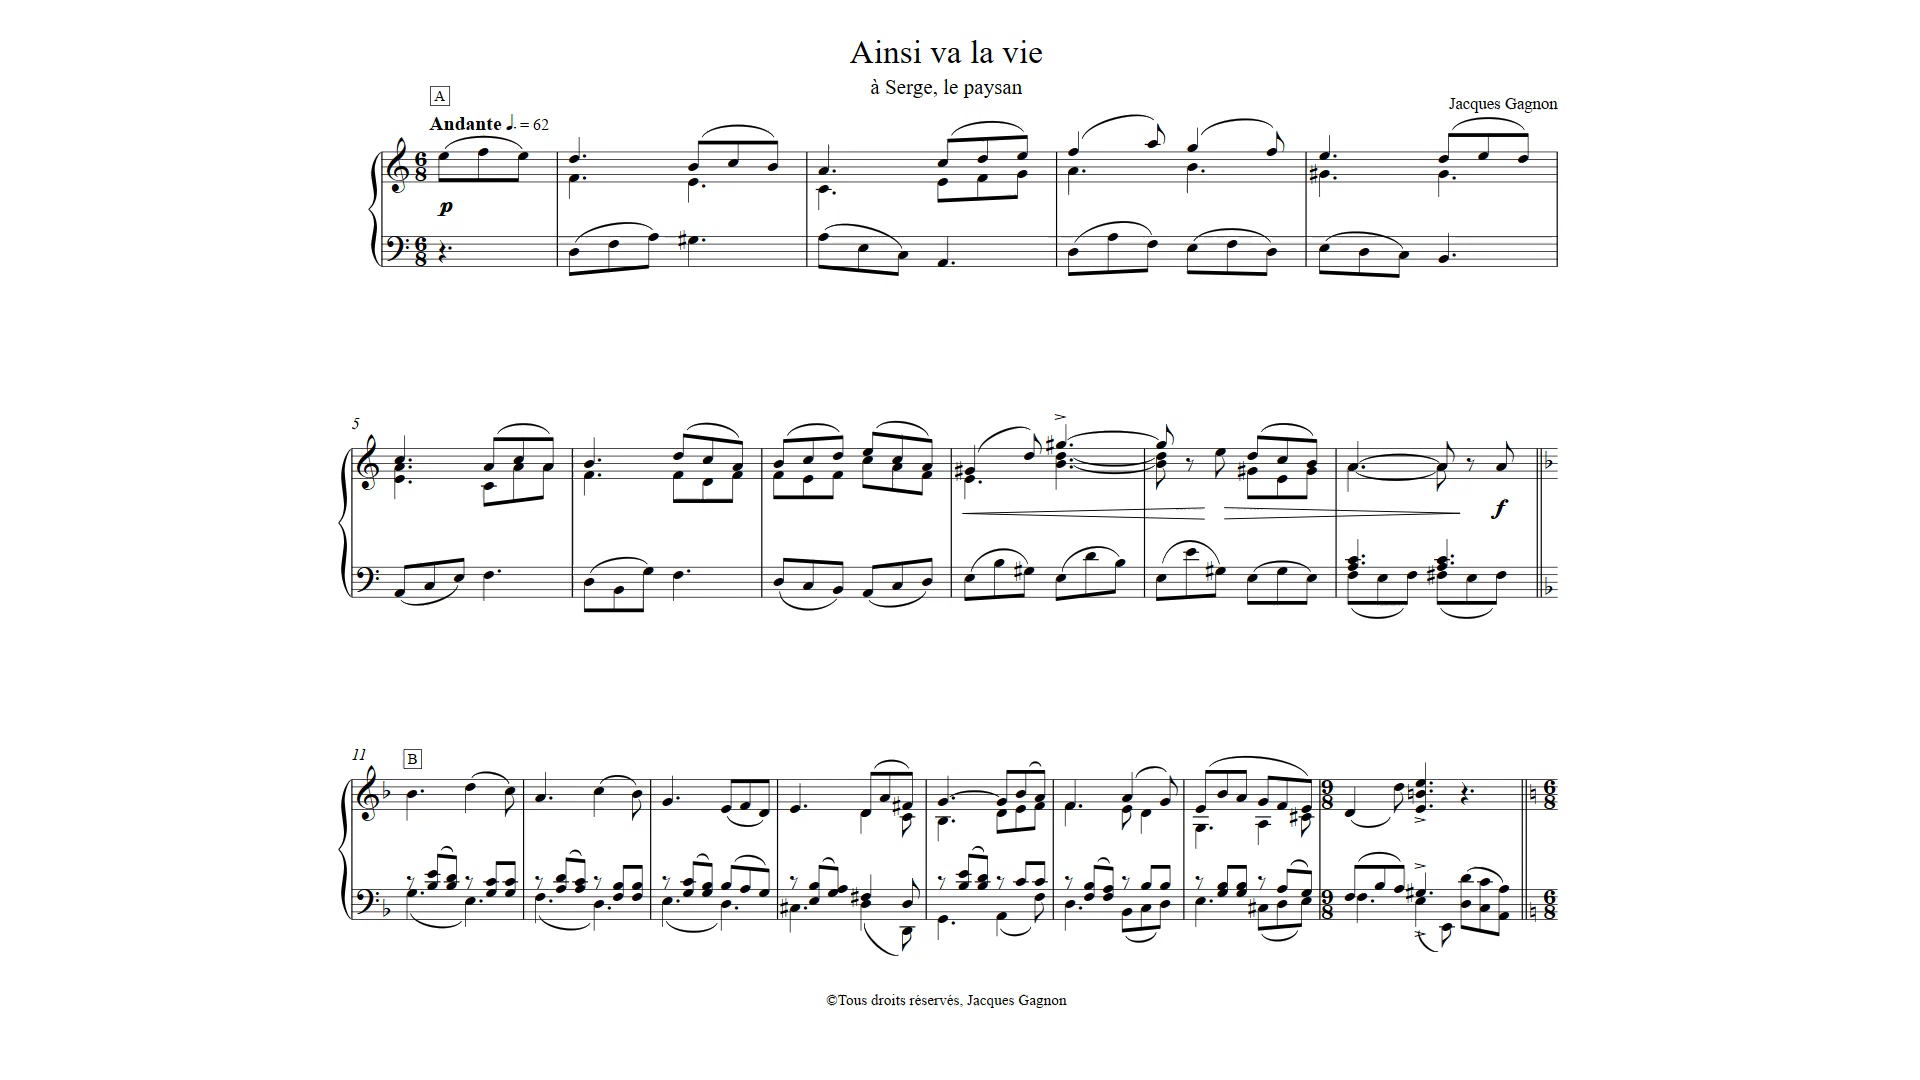 Ainsi va la vie
à Serge, le paysan
A
Jacques Gagnon
Andante ♩. = 62
6
8
p
6
8
5
f
11
B
9
8
6
8
9
8
6
8
©Tous droits réservés, Jacques Gagnon